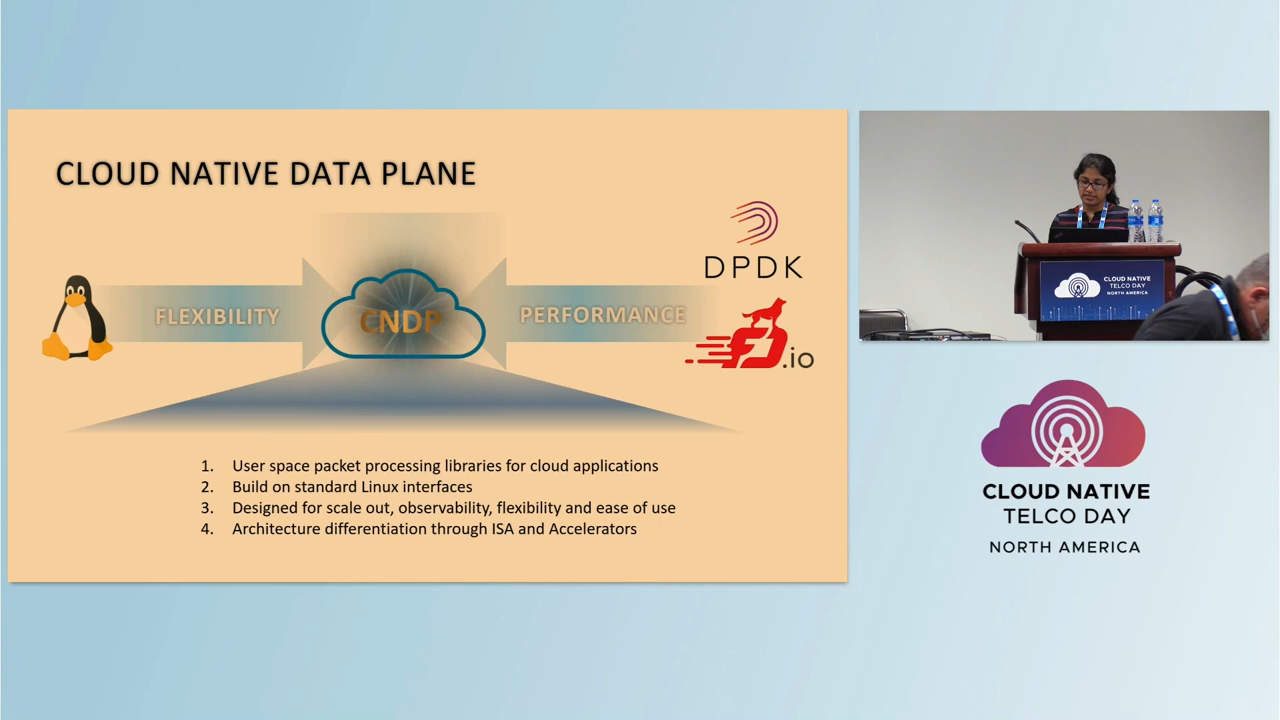 CLOUD NATIVE DATA PLANE
DPDK
FLEXIBILITY
CNDP
PERFORMANCE
FD.io
1. User space packet processing libraries for cloud applications
2. Build on standard Linux interfaces
3. Designed for scale out, observability, flexibility and ease of use
4. Architecture differentiation through ISA and Accelerators
CLOUD NATIVE
TELCO DAY
NORTH AMERICA
CLOUD NATIVE
TELCO DAY
NORTH AMERICA